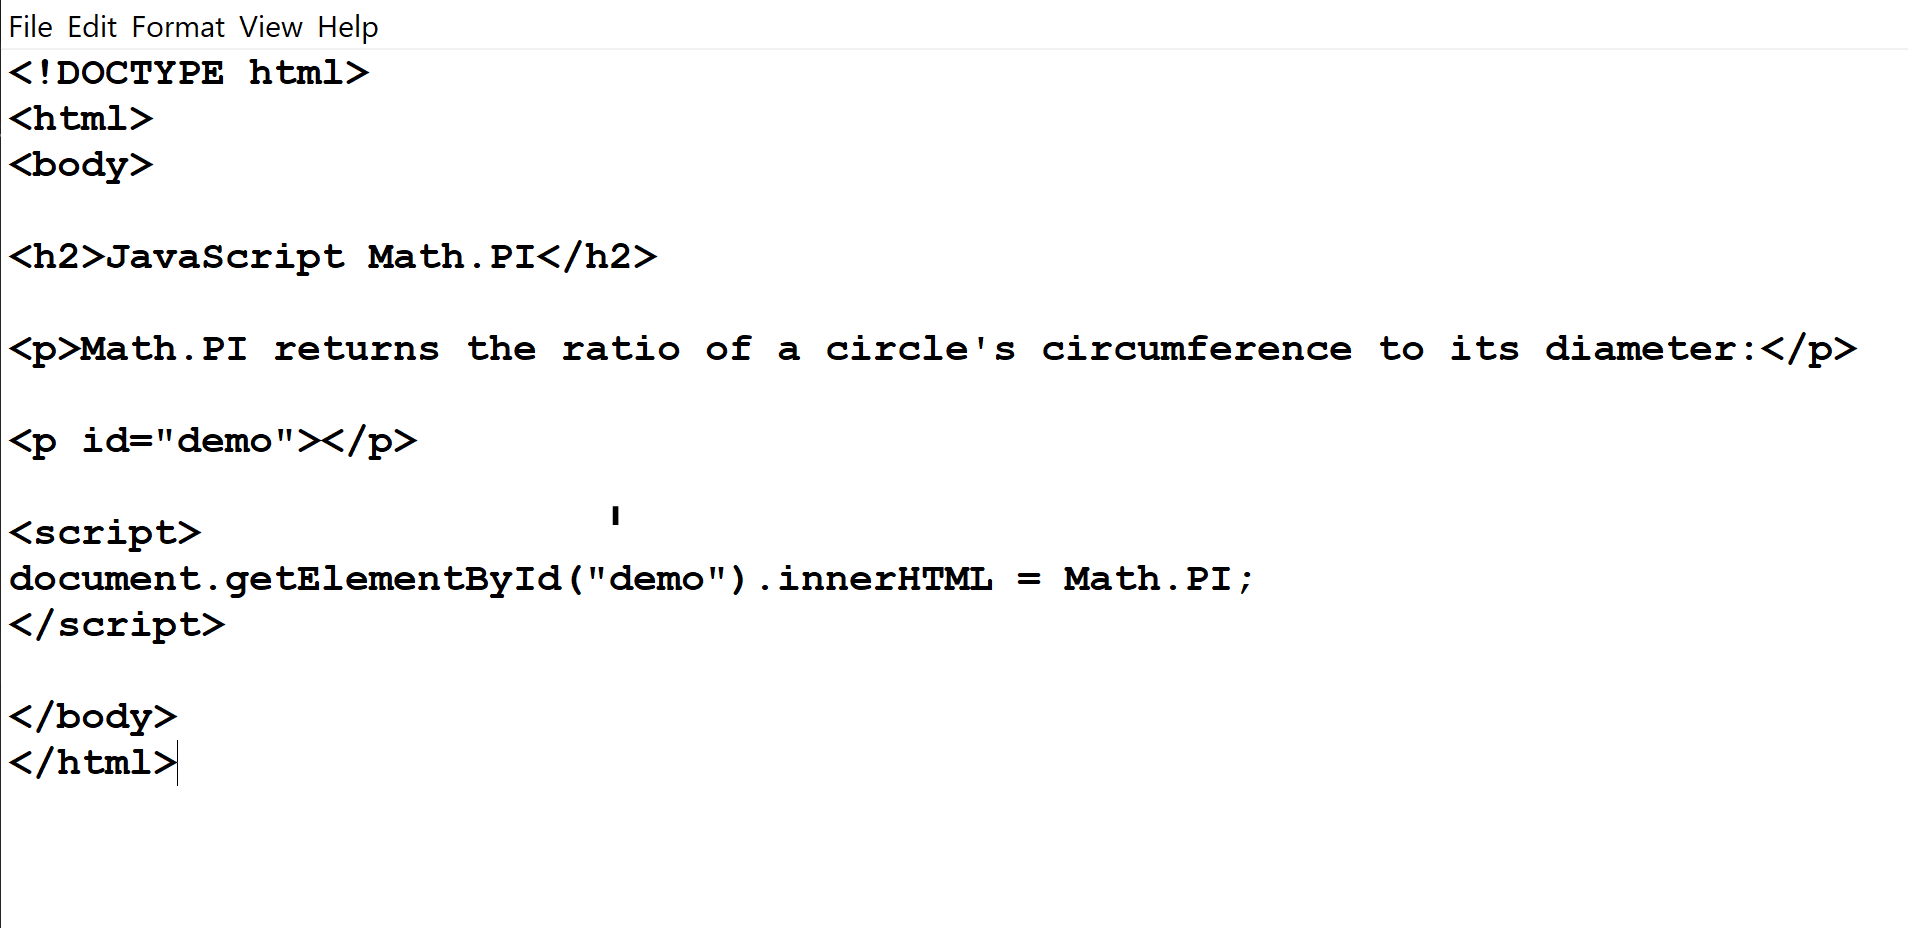 File Edit Format View Help
<!DOCTYPE html>
<html>
<body>
<h2>JavaScript Math.PI</h2>
<p>Math.PI returns the ratio of a circle's circumference to its diameter:</p>
<p id="demo"></p>
<script>
document.getElementById("demo").innerHTML = Math.PI;
</script>
</body>
</html>